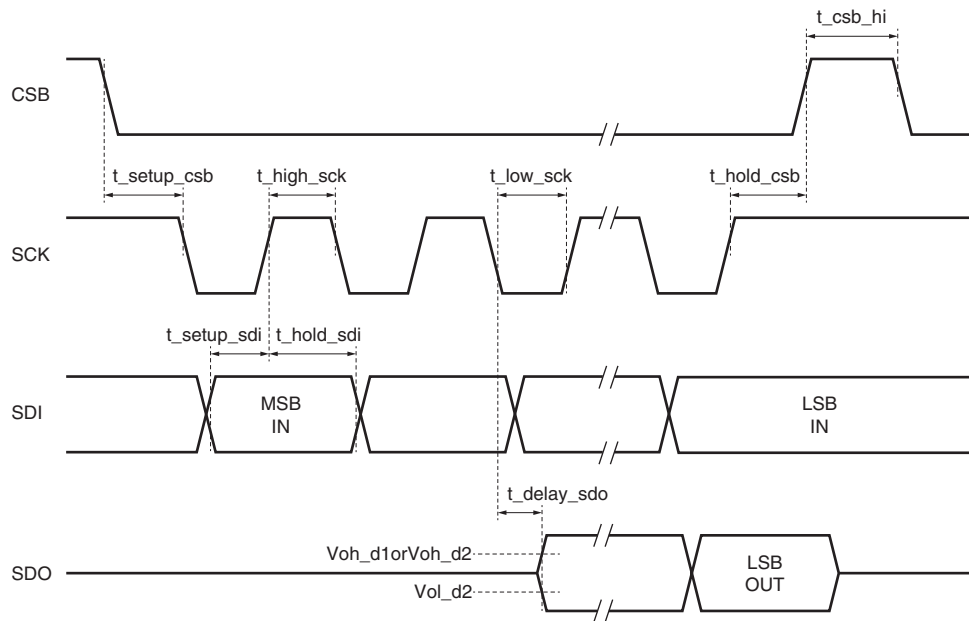 t_csb_hi
CSB
t_setup_csb
t_high_sck
t_low_sck
t_hold_csb
SCK
t_setup_sdi
t_hold_sdi
SDI
MSB
IN
LSB
IN
t_delay_sdo
Voh_d1orVoh_d2
SDO
Vol_d2
LSB
OUT